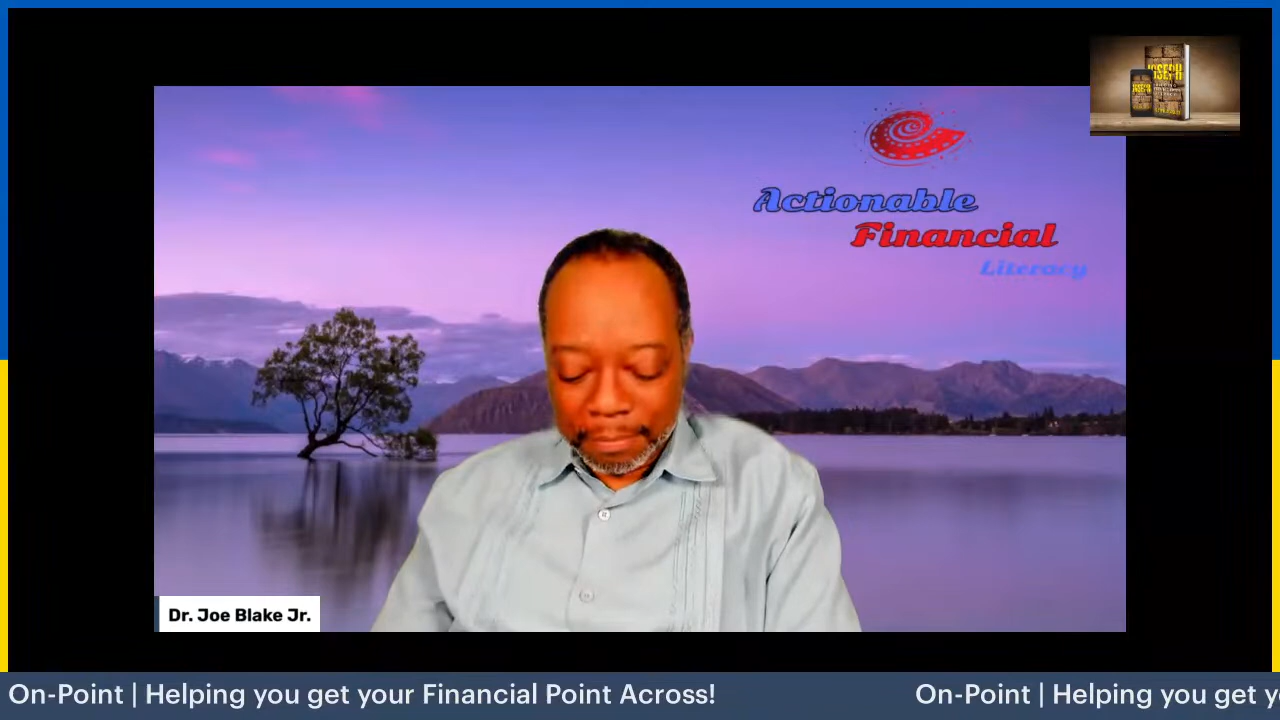 JOSEPH
Actionable
Financial
Literacy
Dr. Joe Blake Jr.
On-Point | Helping you get your Financial Point Across!
On-Point | Helping you get